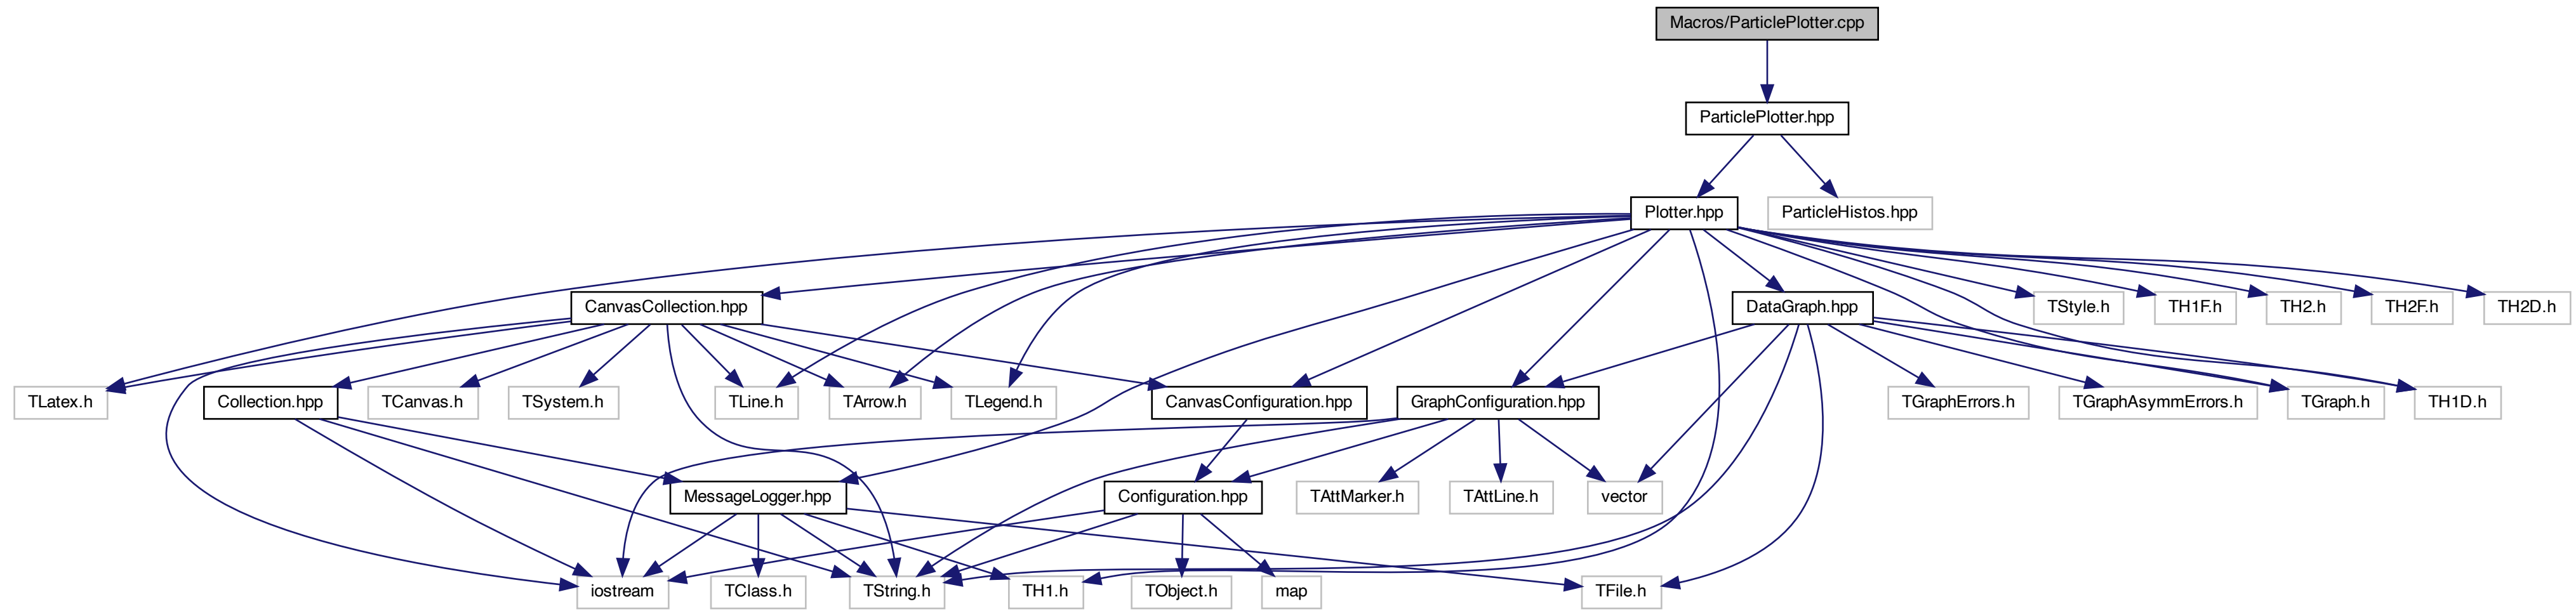 Macros/ParticlePlotter.cpp
ParticlePlotter.hpp
Plotter.hpp
ParticleHistos.hpp
CanvasCollection.hpp
DataGraph.hpp
TStyle.h
TH1F.h
TH2.h
TH2F.h
TH2D.h
TLatex.h
Collection.hpp
TCanvas.h
TSystem.h
TLine.h
TArrow.h
TLegend.h
CanvasConfiguration.hpp
GraphConfiguration.hpp
TGraphErrors.h
TGraphAsymmErrors.h
TGraph.h
TH1D.h
MessageLogger.hpp
Configuration.hpp
TAttMarker.h
TAttLine.h
vector
iostream
TClass.h
TString.h
TH1.h
TObject.h
map
TFile.h